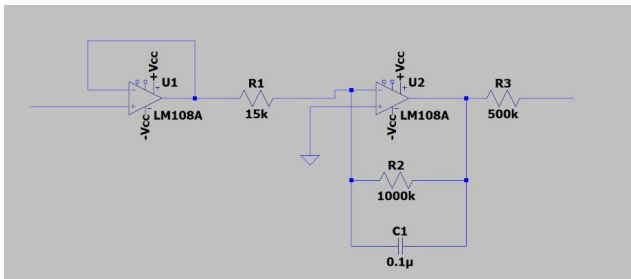 +Vcc
U1
-Vcc
LM108A
R1
15k
+Vcc
U2
-Vcc
LM108A
R3
500k
R2
1000k
C1
0.1µ